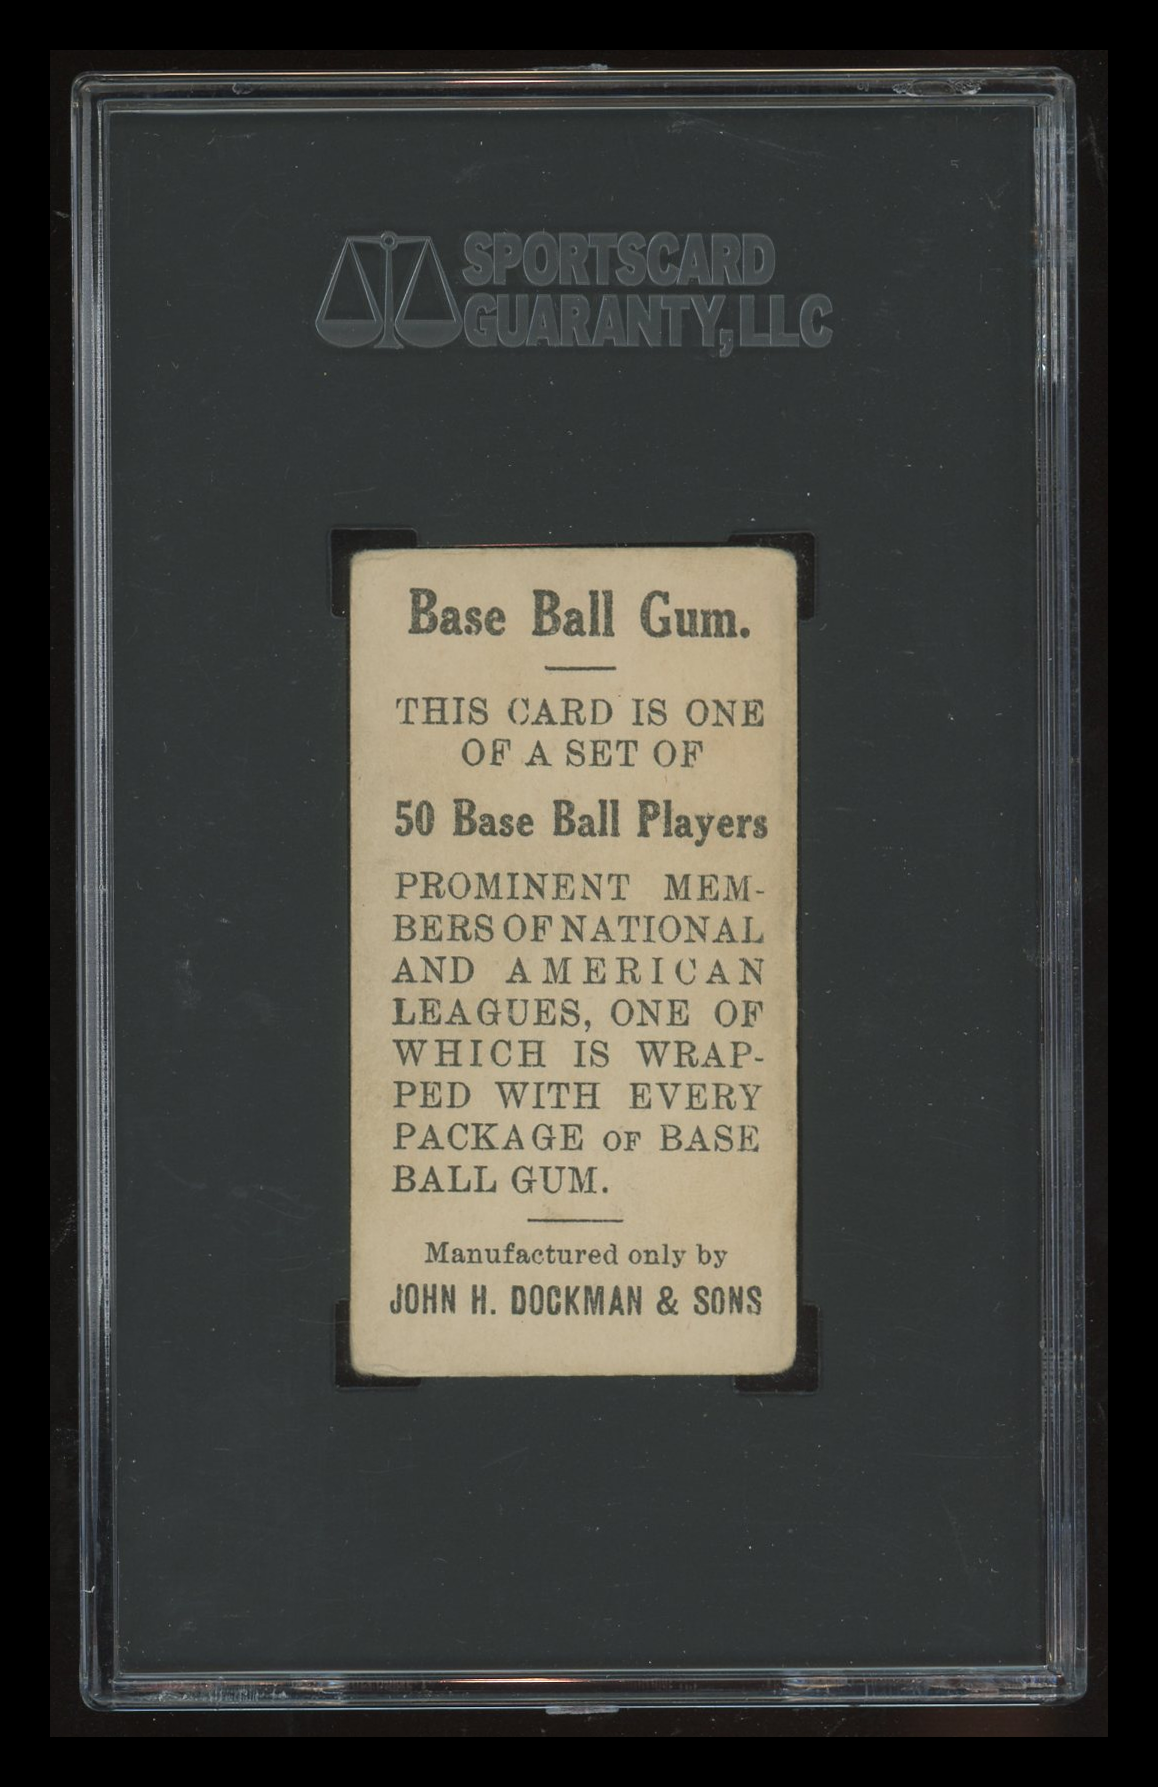 SPORTSCARD
GUARANTY, LLC
Base Ball Gum.
THIS CARD IS ONE
OF A SET OF
50 Base Ball Players
PROMINENT MEM-
BERS OF NATIONAL
AND AMERICAN
LEAGUES, ONE OF
WHICH IS WRAP-
PED WITH EVERY
PACKAGE OF BASE
BALL GUM.
Manufactured only by
JOHN H. DOCKMAN & SONS